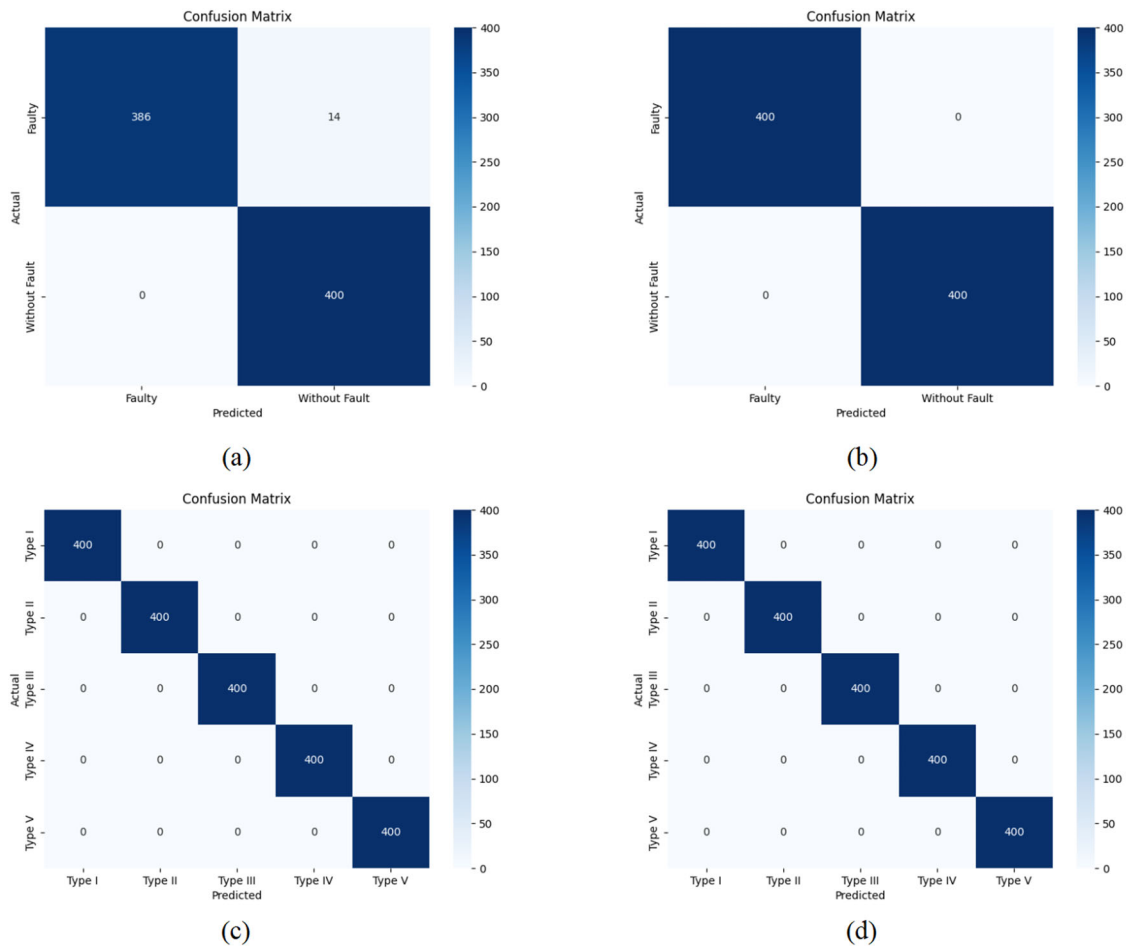 Confusion Matrix
400
350
300
250
200
150
100
50
0
Actual
Faulty
Without Fault
386
14
0
400
Faulty
Without Fault
Predicted
(a)
Confusion Matrix
400
350
300
250
200
150
100
50
0
Actual
Faulty
Without Fault
400
0
0
400
Faulty
Without Fault
Predicted
(b)
Confusion Matrix
400
350
300
250
200
150
100
50
0
Actual
Type I
400 0 0 0 0
Type II
0 400 0 0 0
Type III
0 0 400 0 0
Type IV
0 0 0 400 0
Type V
0 0 0 0 400
Type I Type II Type III Type IV Type V
Predicted
(c)
Confusion Matrix
400
350
300
250
200
150
100
50
0
Actual
Type I
400 0 0 0 0
Type II
0 400 0 0 0
Type III
0 0 400 0 0
Type IV
0 0 0 400 0
Type V
0 0 0 0 400
Type I Type II Type III Type IV Type V
Predicted
(d)